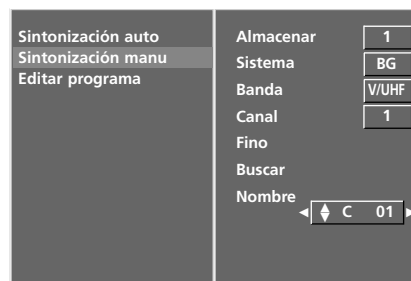 Sintonización auto
Sintonización manu
Editar programa
Almacenar 1
Sistema BG
Banda V/UHF
Canal 1
Fino
Buscar
Nombre
C 01